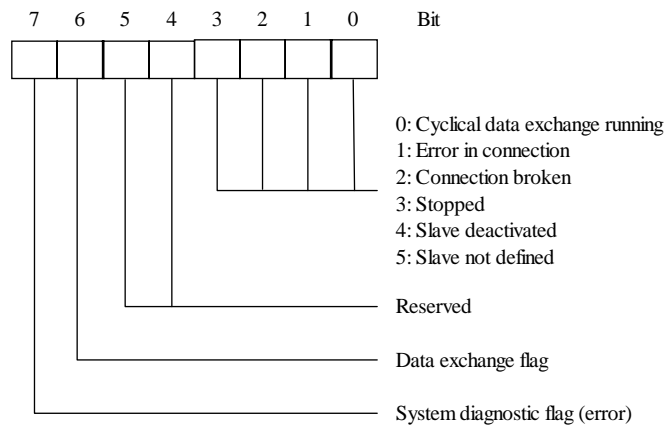 7 6 5 4 3 2 1 0 Bit
0: Cyclical data exchange running
1: Error in connection
2: Connection broken
3: Stopped
4: Slave deactivated
5: Slave not defined
Reserved
Data exchange flag
System diagnostic flag (error)